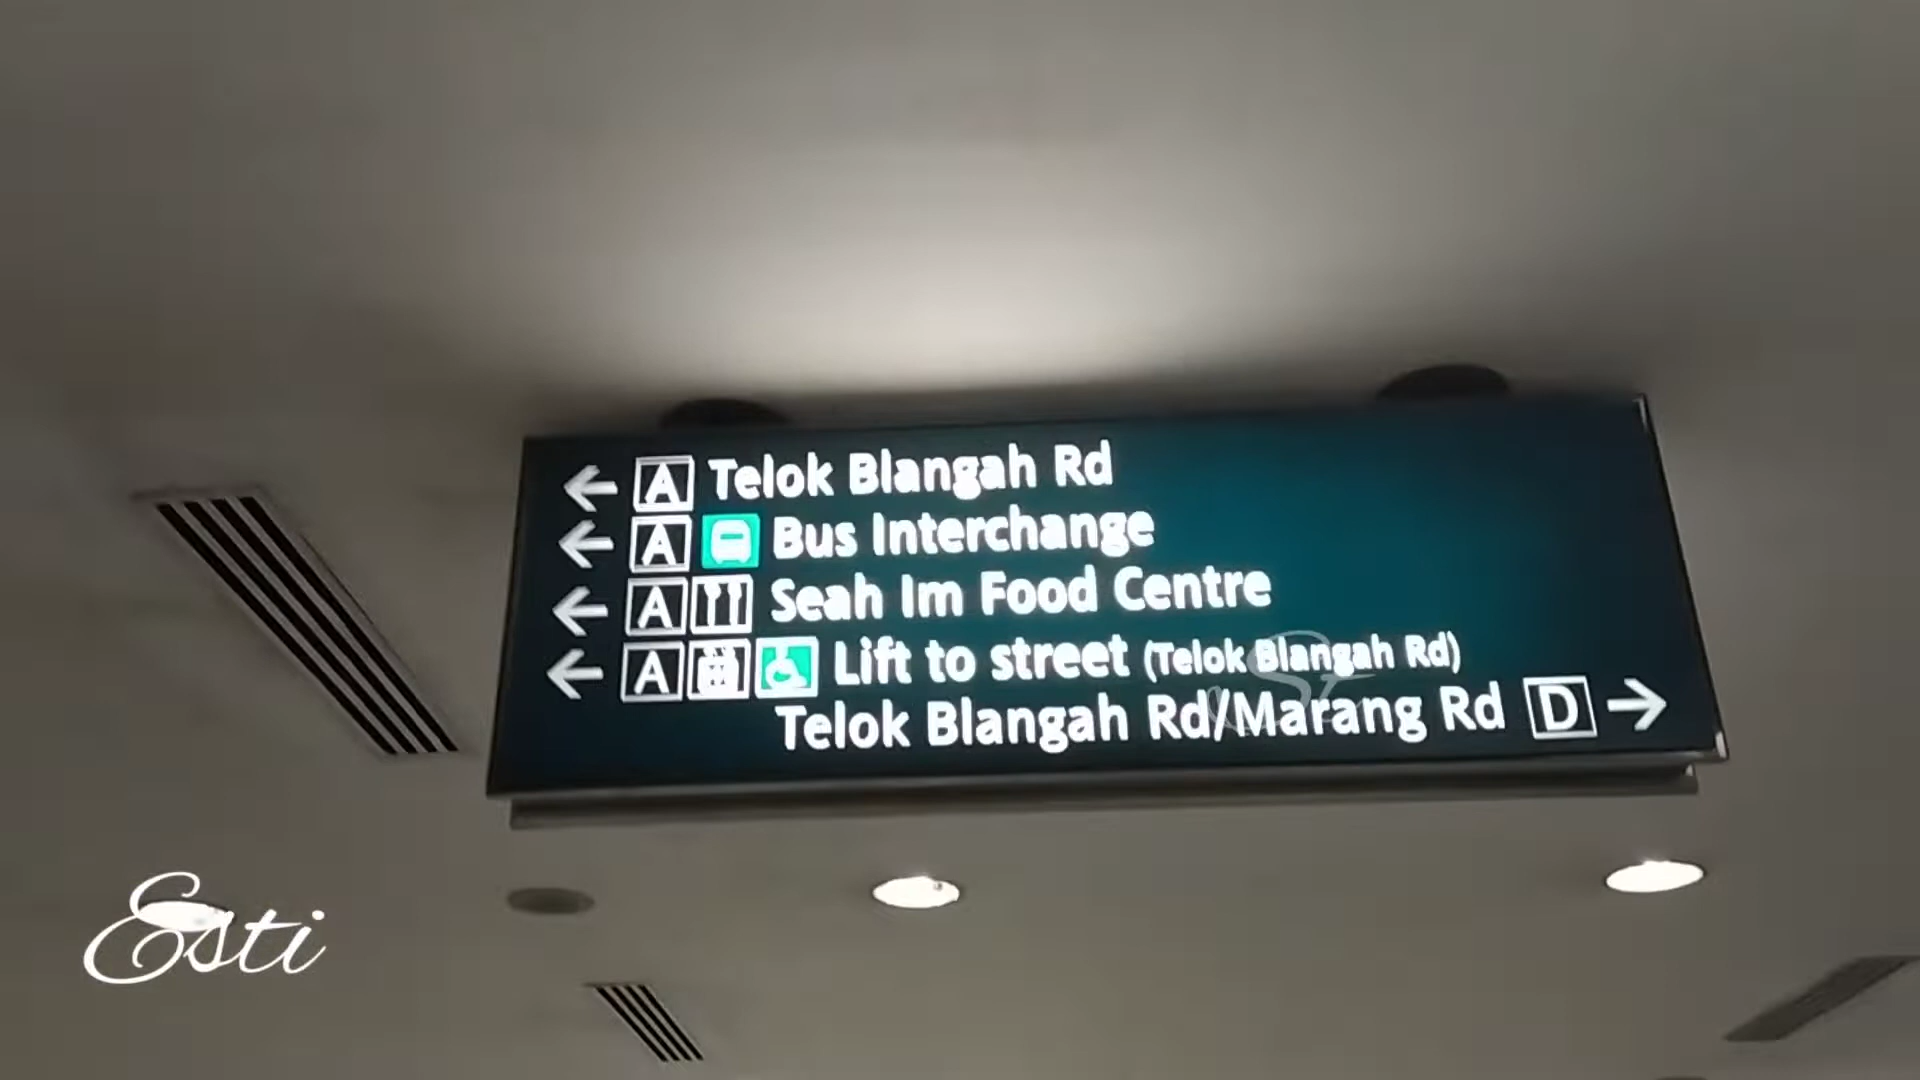 ← A Telok Blangah Rd
← A Bus Interchange
← A Seah Im Food Centre
← A Lift to street (Telok Blangah Rd)
Telok Blangah Rd/Marang Rd D →
Esti